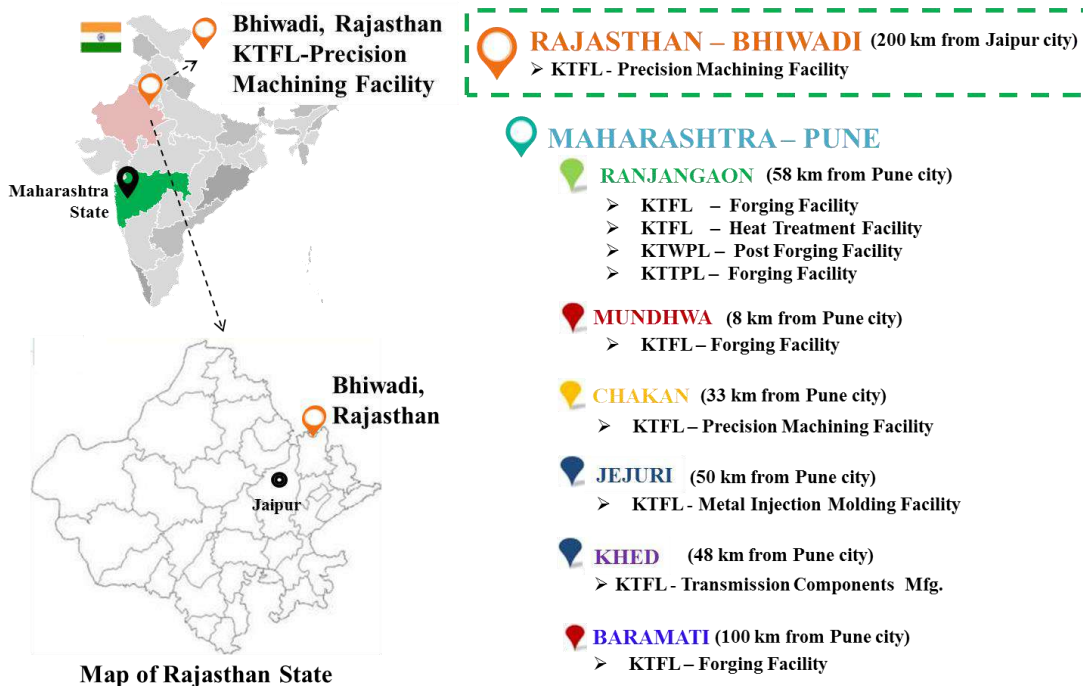 Bhiwadi, Rajasthan
KTFL-Precision
Machining Facility
Maharashtra
State
Bhiwadi,
Rajasthan
Jaipur
Map of Rajasthan State
RAJASTHAN – BHIWADI (200 km from Jaipur city)
➢ KTFL - Precision Machining Facility
MAHARASHTRA – PUNE
RANJANGAON (58 km from Pune city)
➢ KTFL – Forging Facility
➢ KTFL – Heat Treatment Facility
➢ KTWPL – Post Forging Facility
➢ KTTPL – Forging Facility
MUNDHWA (8 km from Pune city)
➢ KTFL – Forging Facility
CHAKAN (33 km from Pune city)
➢ KTFL – Precision Machining Facility
JEJURI (50 km from Pune city)
➢ KTFL - Metal Injection Molding Facility
KHED (48 km from Pune city)
➢ KTFL - Transmission Components Mfg.
BARAMATI (100 km from Pune city)
➢ KTFL – Forging Facility